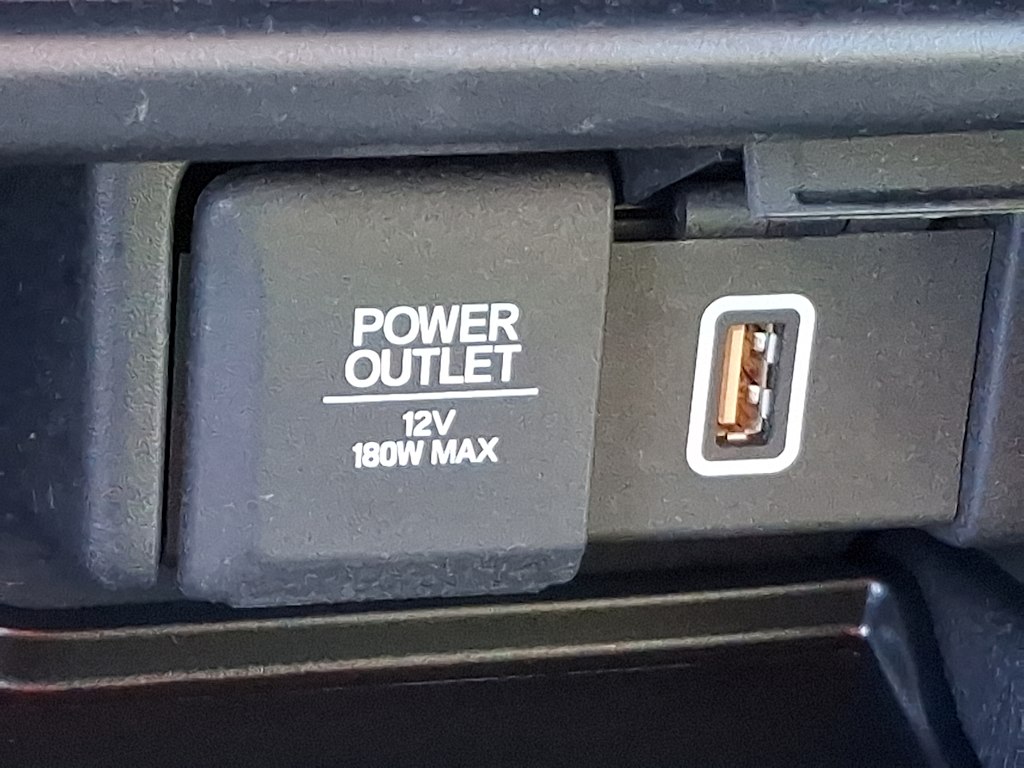 POWER
OUTLET
12V
180W MAX